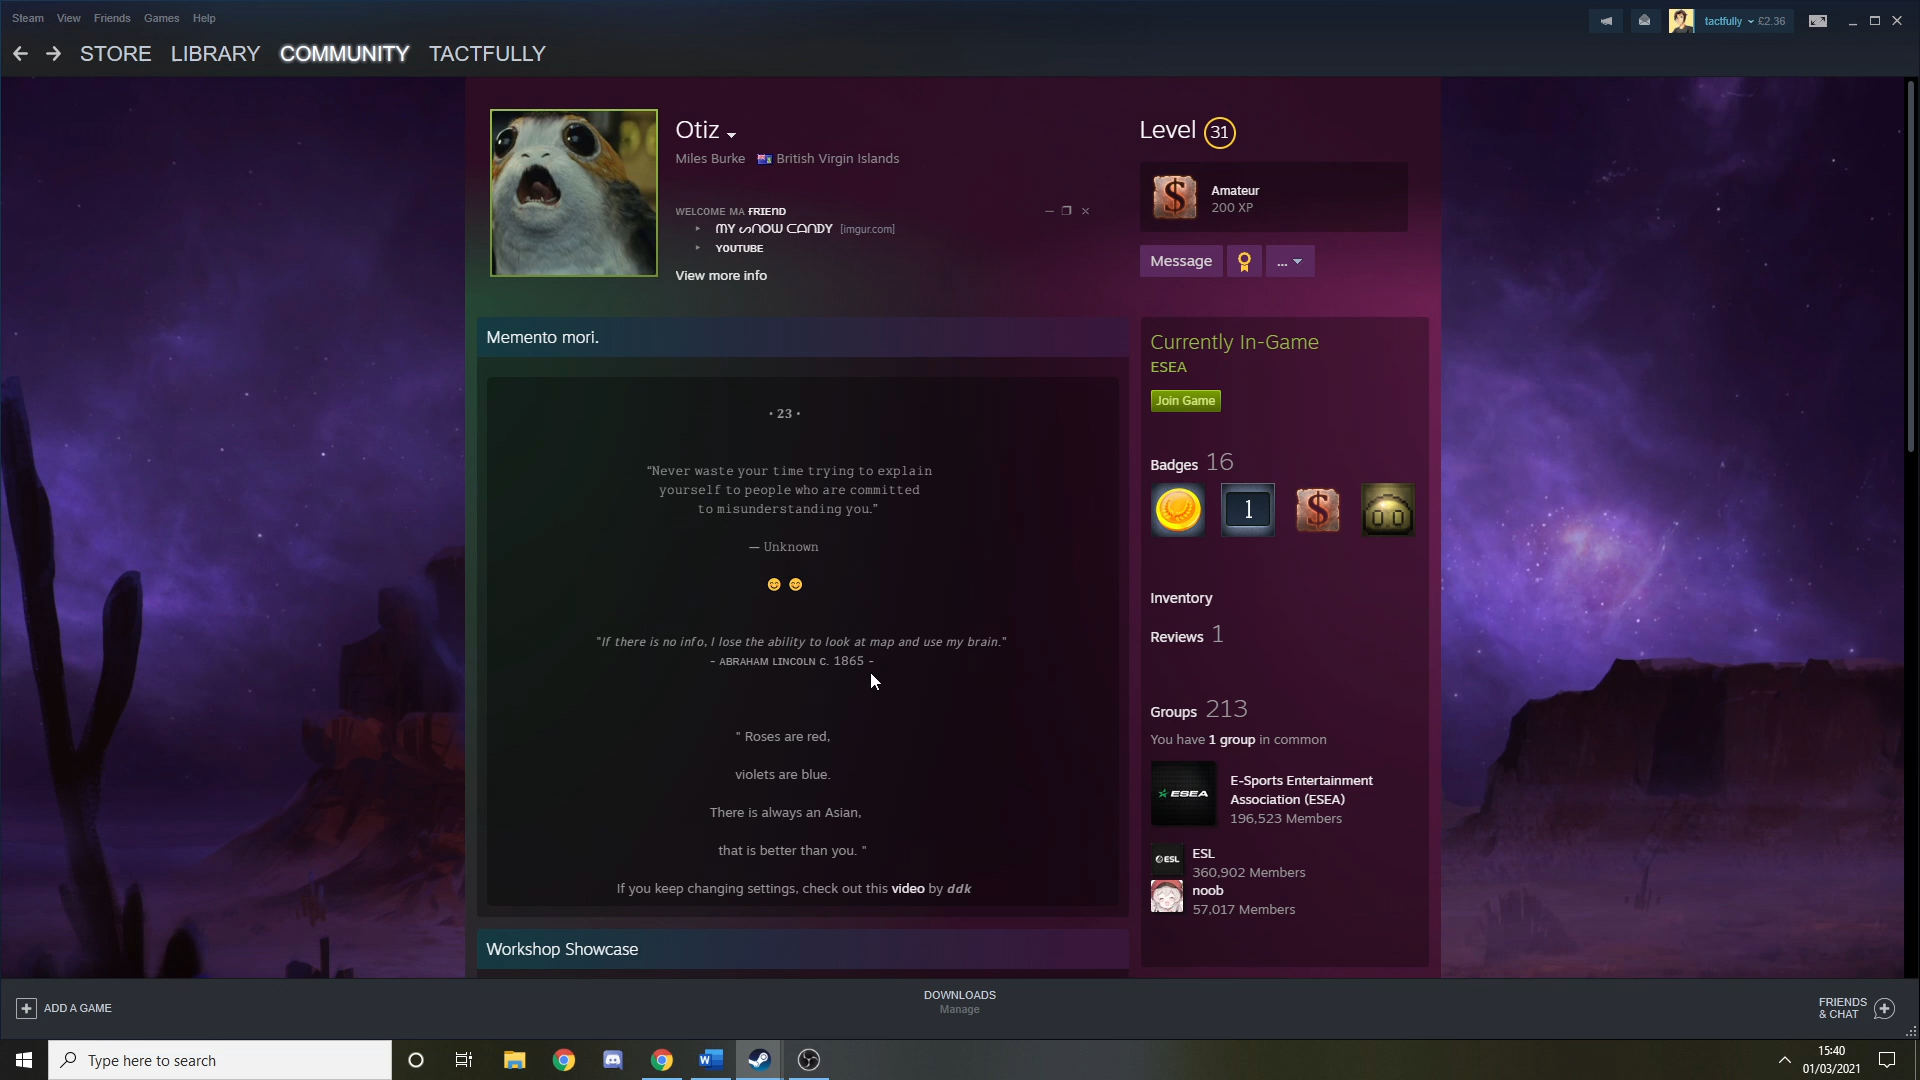 Steam View Friends Games Help
tactfully £2.36
STORE LIBRARY COMMUNITY TACTFULLY
Otiz
Miles Burke British Virgin Islands
WELCOME MA FRIEND
MY SNOW CANDY [imgur.com]
YOUTUBE
View more info
Level 31
$ Amateur
200 XP
Message
... 
Memento mori.
• 23 •
“Never waste your time trying to explain
yourself to people who are committed
to misunderstanding you.”
— Unknown
"If there is no info, I lose the ability to look at map and use my brain."
- ABRAHAM LINCOLN C. 1865 -
" Roses are red,
violets are blue.
There is always an Asian,
that is better than you. "
If you keep changing settings, check out this video by ddk
Workshop Showcase
Currently In-Game
ESEA
Join Game
Badges 16
1 $
Inventory
Reviews 1
Groups 213
You have 1 group in common
ESEA
E-Sports Entertainment
Association (ESEA)
196,523 Members
ESL
ESL
360,902 Members
noob
57,017 Members
ADD A GAME
DOWNLOADS
Manage
FRIENDS
& CHAT
Type here to search
W
15:40
01/03/2021